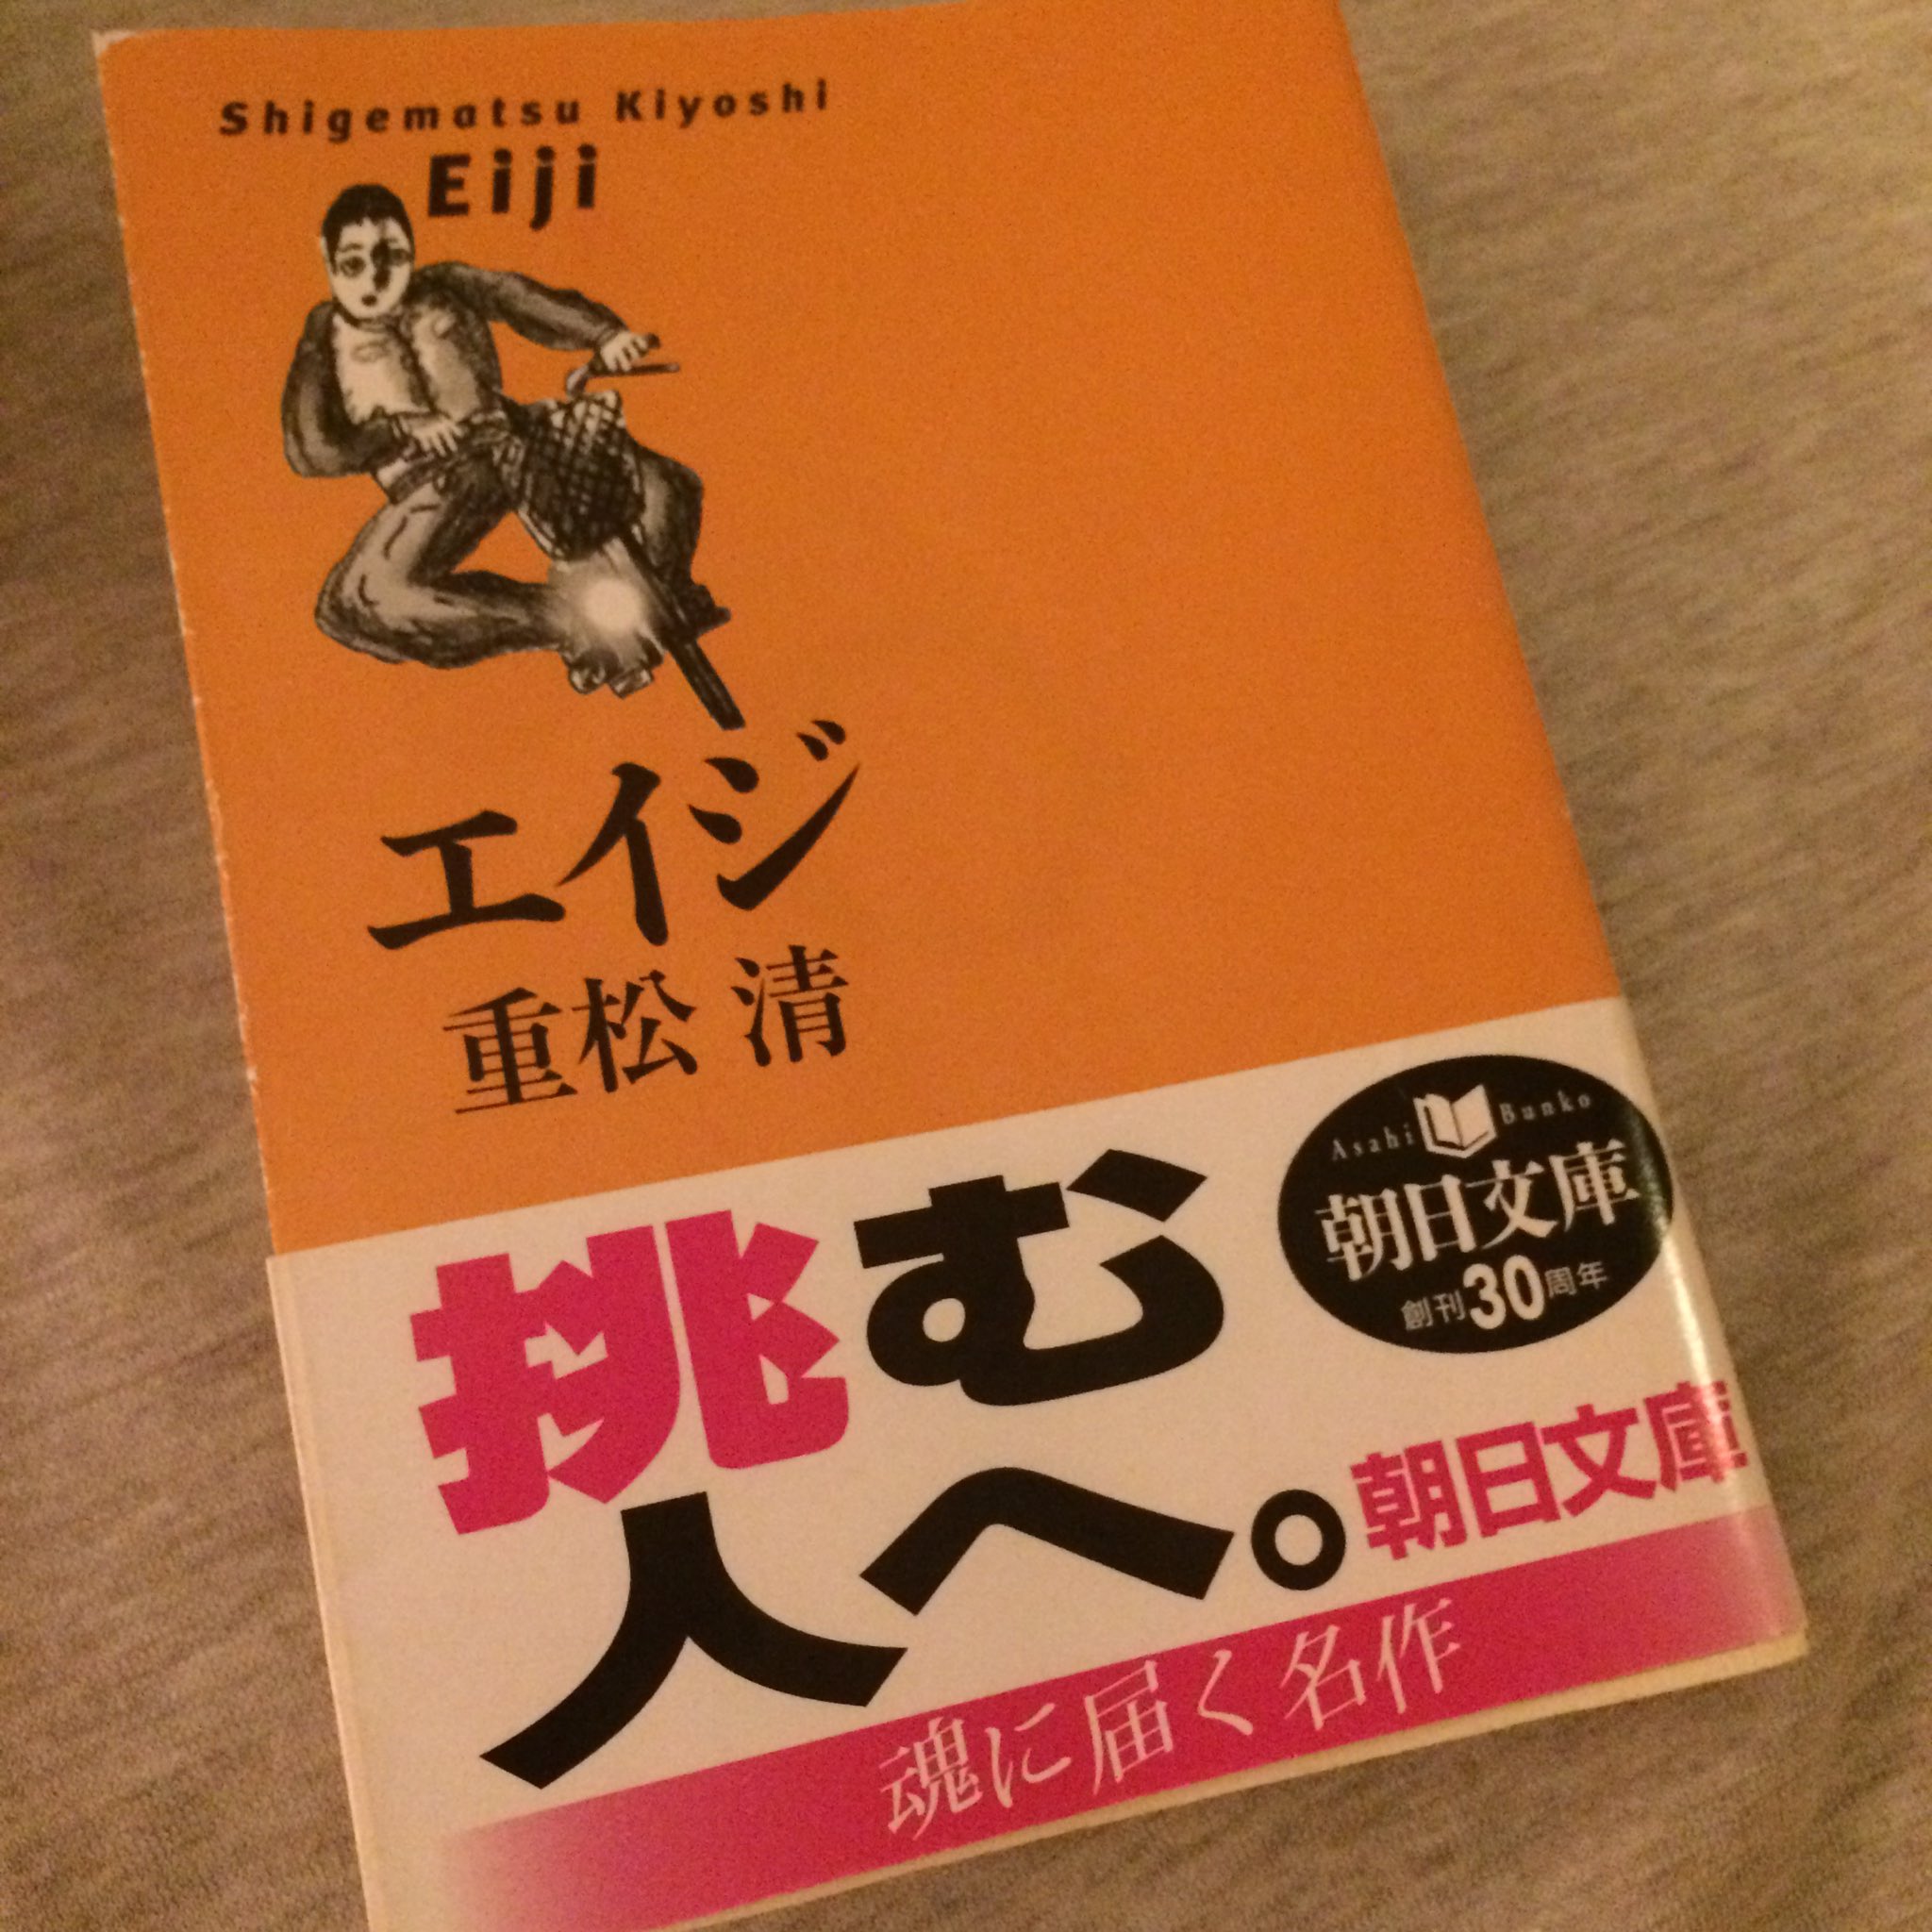 Shigematsu Kiyoshi
Eiji
エイジ
重松 清
Asahi Bunko
朝日文庫
創刊30周年
挑む
人へ。
朝日文庫
魂に届く名作